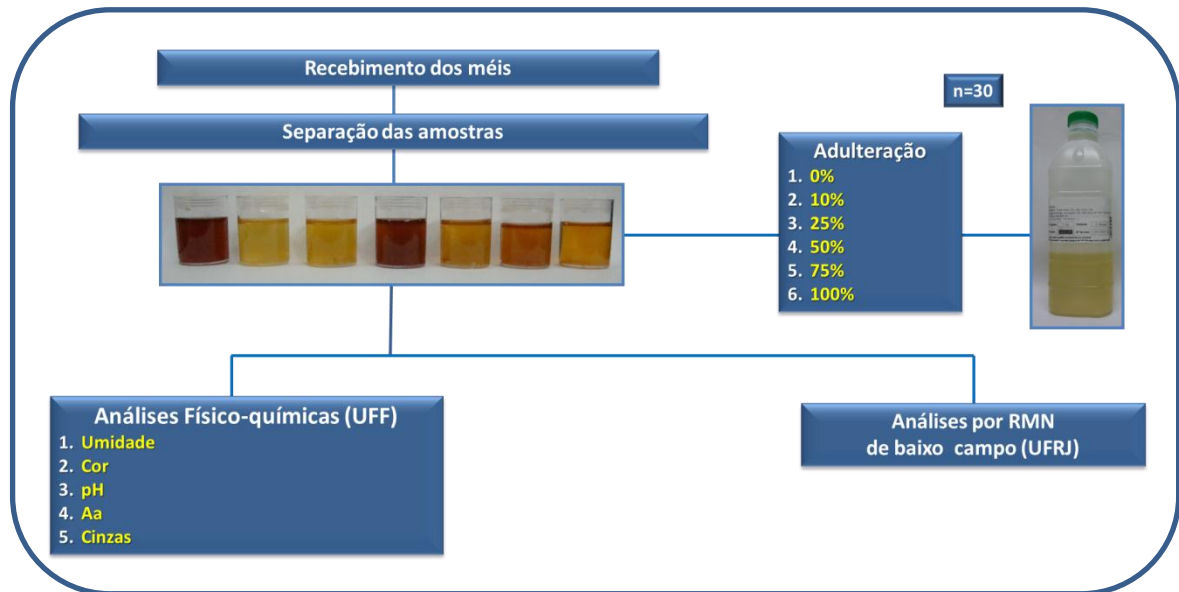 Recebimento dos méis
Separação das amostras
n=30
Adulteração
1. 0%
2. 10%
3. 25%
4. 50%
5. 75%
6. 100%
Análises Físico-químicas (UFF)
1. Umidade
2. Cor
3. pH
4. Aa
5. Cinzas
Análises por RMN
de baixo campo (UFRJ)